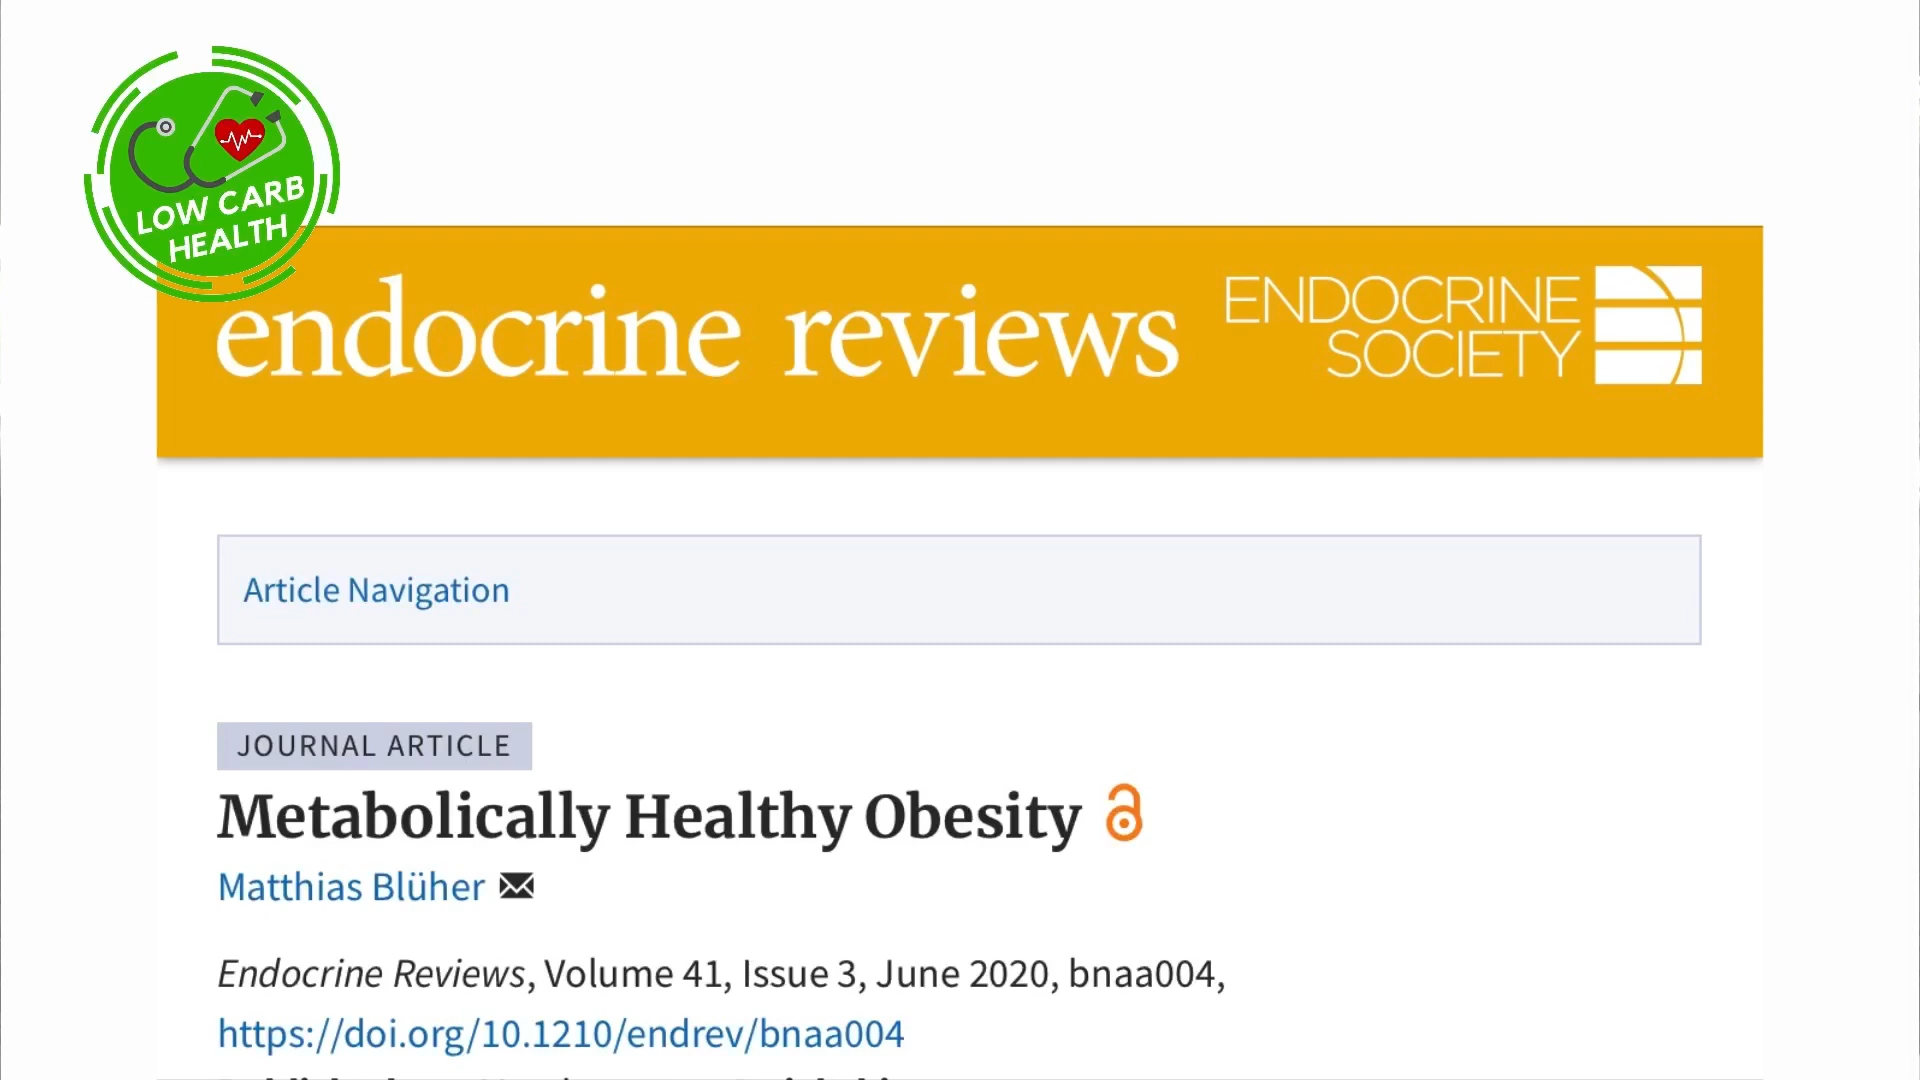 LOW CARB
HEALTH
endocrine reviews
ENDOCRINE
SOCIETY
Article Navigation
JOURNAL ARTICLE
Metabolically Healthy Obesity
Matthias Blüher
Endocrine Reviews, Volume 41, Issue 3, June 2020, bnaa004,
https://doi.org/10.1210/endrev/bnaa004